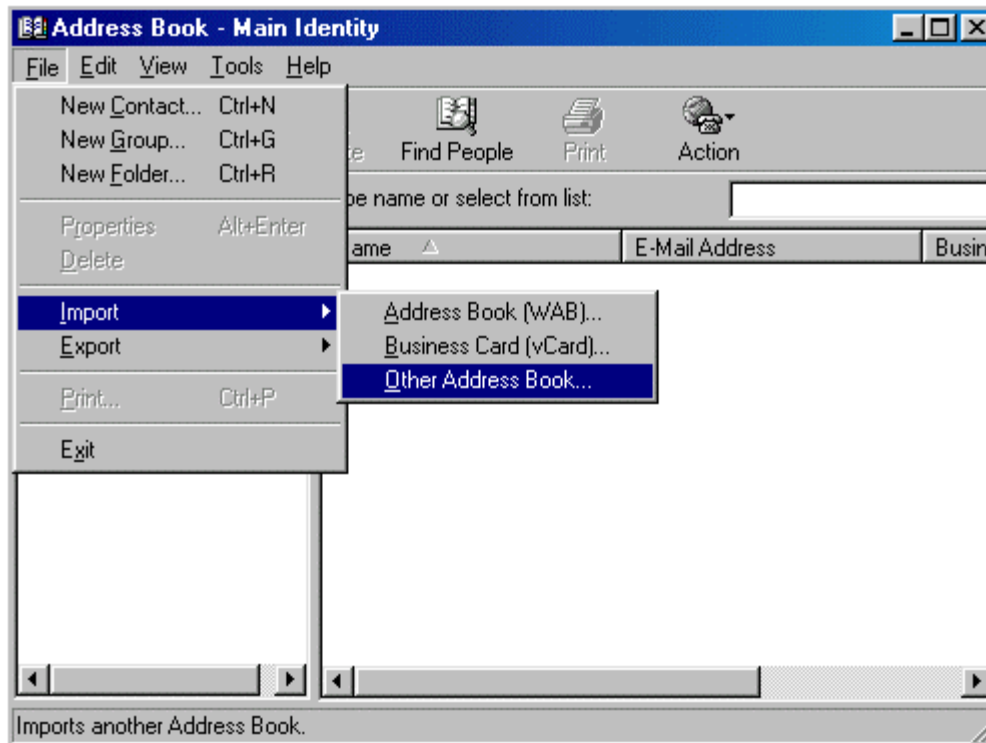 Address Book - Main Identity
File Edit View Tools Help
New Contact... Ctrl+N
New Group... Ctrl+G
New Folder... Ctrl+R
Properties Alt+Enter
Delete
Import
Export
Print... Ctrl+P
Exit
Address Book (WAB)...
Business Card (vCard)...
Other Address Book...
te Find People Print Action
pe name or select from list:
ame E-Mail Address Busin
Imports another Address Book.